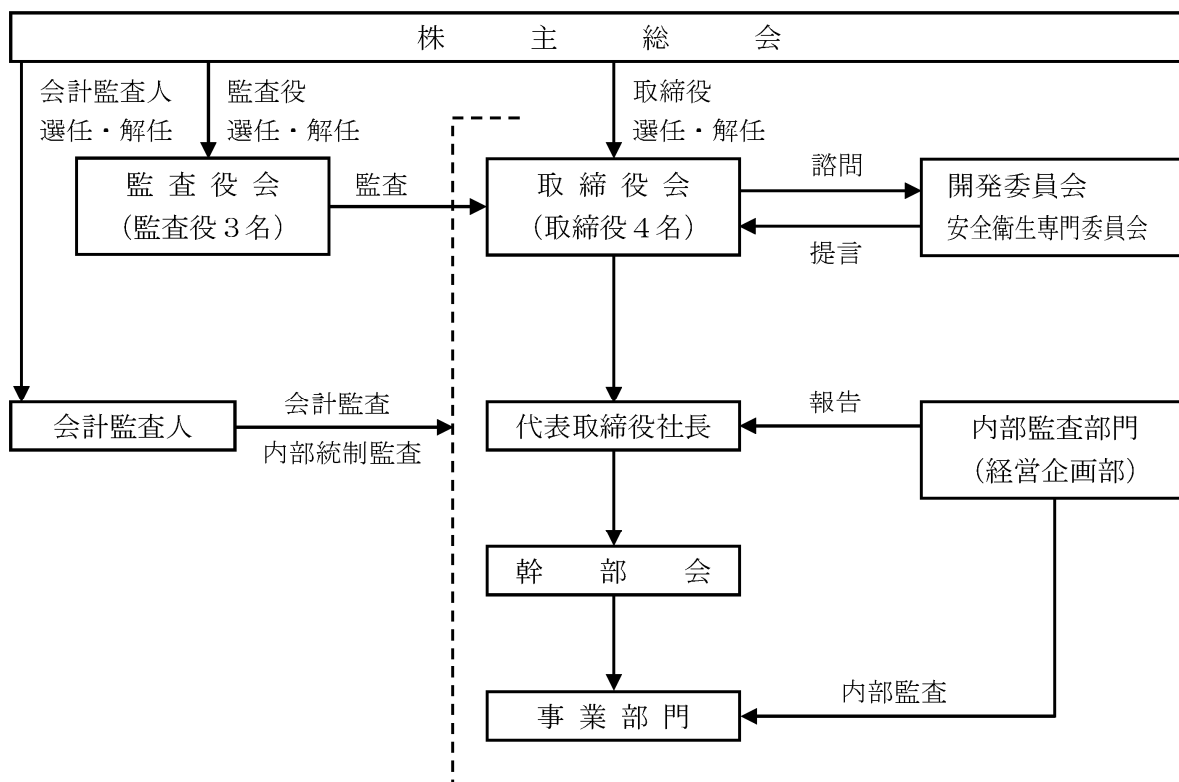 株主総会
会計監査人
選任・解任
監査役
選任・解任
取締役
選任・解任
監査役会
(監査役3名)
監査
取締役会
(取締役4名)
諮問
提言
開発委員会
安全衛生専門委員会
会計監査人
会計監査
内部統制監査
代表取締役社長
報告
内部監査部門
(経営企画部)
幹部会
内部監査
事業部門